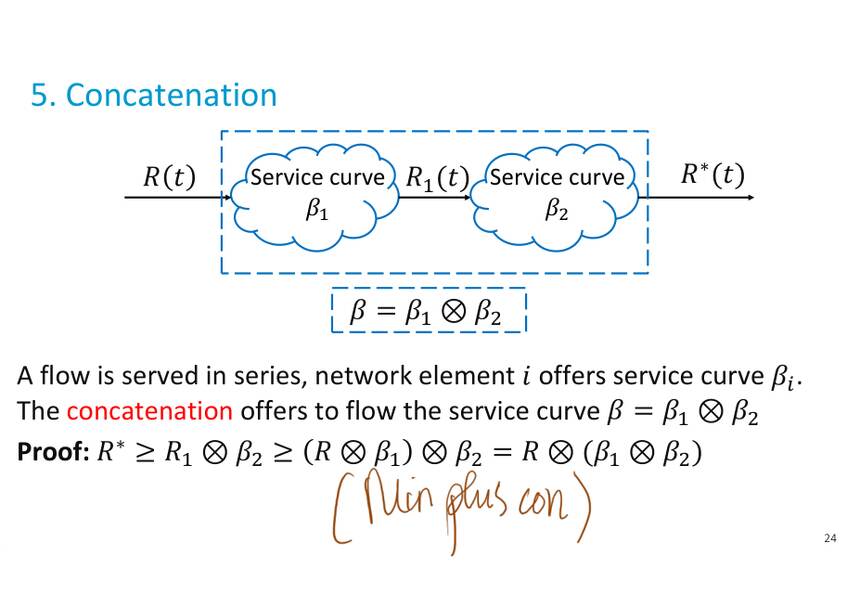 5. Concatenation
R(t)
Service curve
β₁
R₁(t)
Service curve
β₂
R*(t)
β = β₁ ⊗ β₂
A flow is served in series, network element i offers service curve βᵢ.
The concatenation offers to flow the service curve β = β₁ ⊗ β₂
Proof: R* ≥ R₁ ⊗ β₂ ≥ (R ⊗ β₁) ⊗ β₂ = R ⊗ (β₁ ⊗ β₂)
(Min plus con)
24